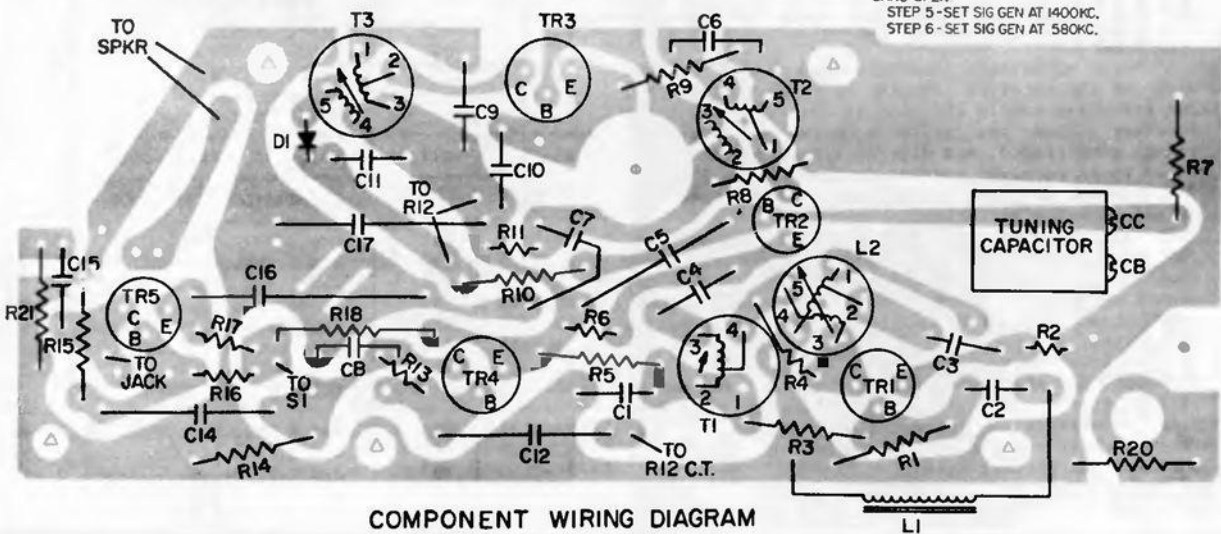 STEP 5-SET SIG GEN AT 1400KC.
STEP 6-SET SIG GEN AT 580KC.
TO
SPKR
T3
1
2
3
4
5
TR3
C
E
B
C6
R9
T2
4
5
3
2
1
C9
D1
C11
C10
R8
R7
TO
R12
B
C
TR2
E
TUNING
CAPACITOR
CC
CB
C17
R11
C7
C5
L2
R10
C4
1
5
4
2
3
C15
C16
R21
TR5
C
E
B
R15
R17
R18
R6
C8
R13
C
E
TR4
B
R5
3
4
2
1
T1
R4
C
E
TR1
B
C3
R2
TO
JACK
R16
TO
S1
C1
C2
C14
R14
C12
TO
R12 C.T.
R3
R1
R20
L1
COMPONENT WIRING DIAGRAM